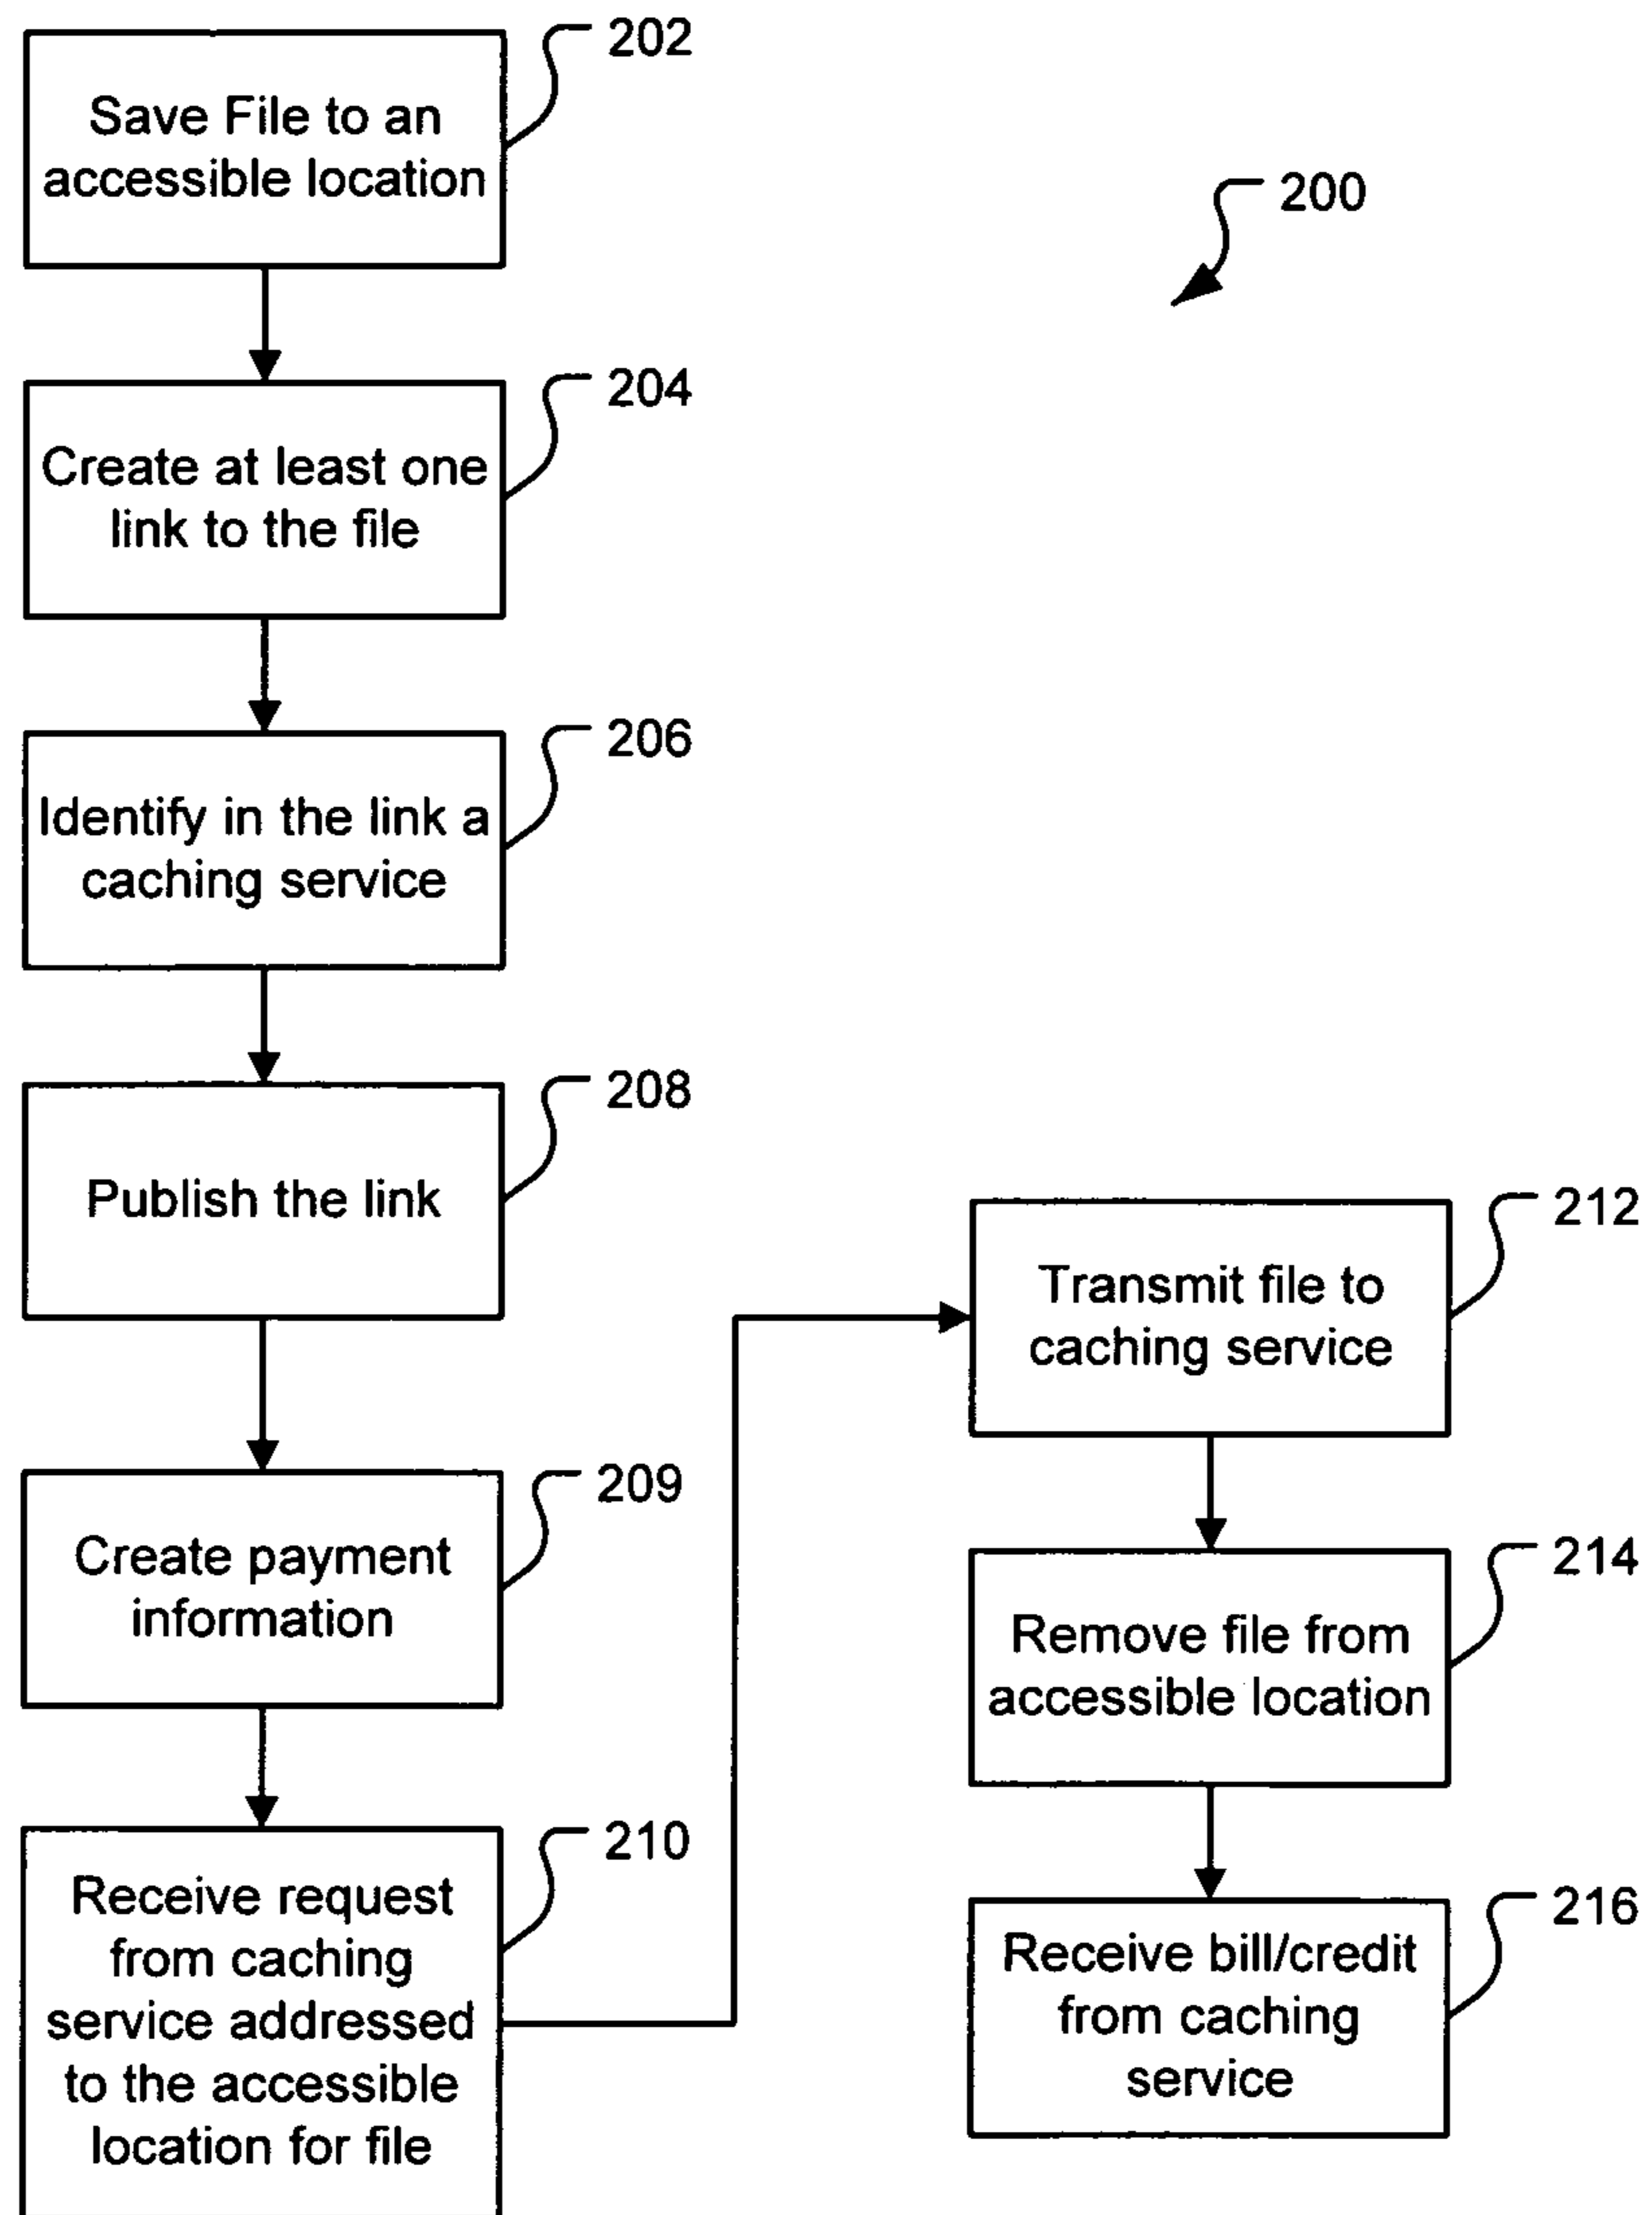 202
Save File to an
accessible location
200
204
Create at least one
link to the file
206
Identify in the link a
caching service
208
Publish the link
209
Create payment
information
210
Receive request
from caching
service addressed
to the accessible
location for file
212
Transmit file to
caching service
214
Remove file from
accessible location
216
Receive bill/credit
from caching
service